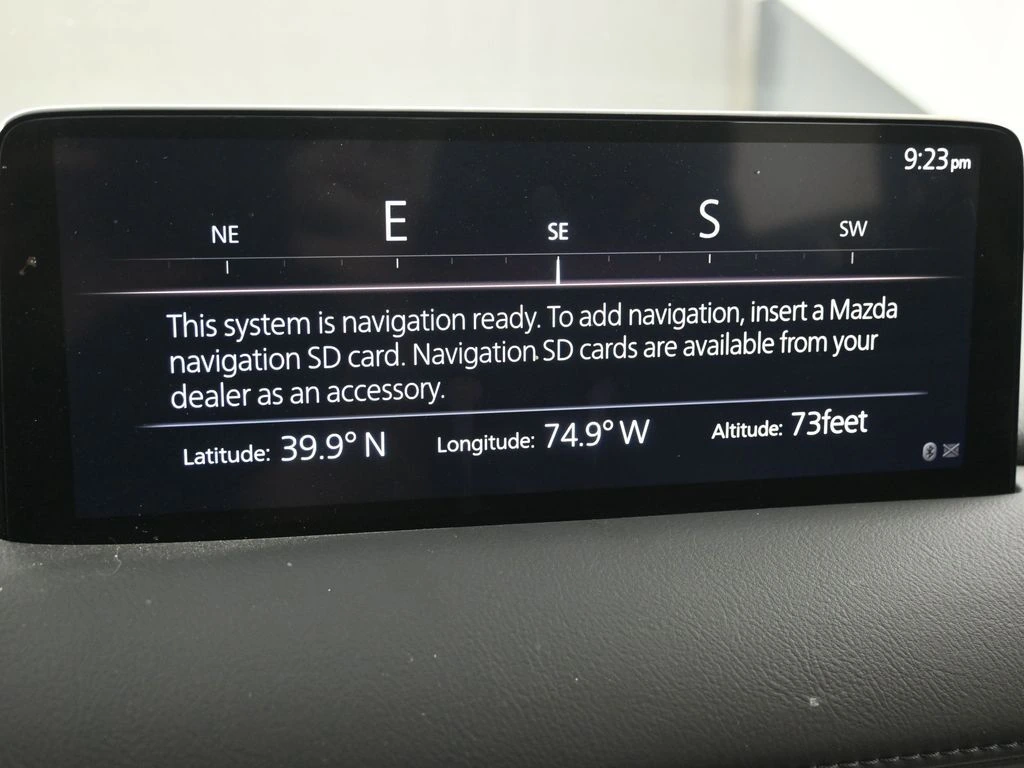 9:23pm
NE E SE S SW
This system is navigation ready. To add navigation, insert a Mazda
navigation SD card. Navigation SD cards are available from your
dealer as an accessory.
Latitude: 39.9° N Longitude: 74.9° W Altitude: 73feet